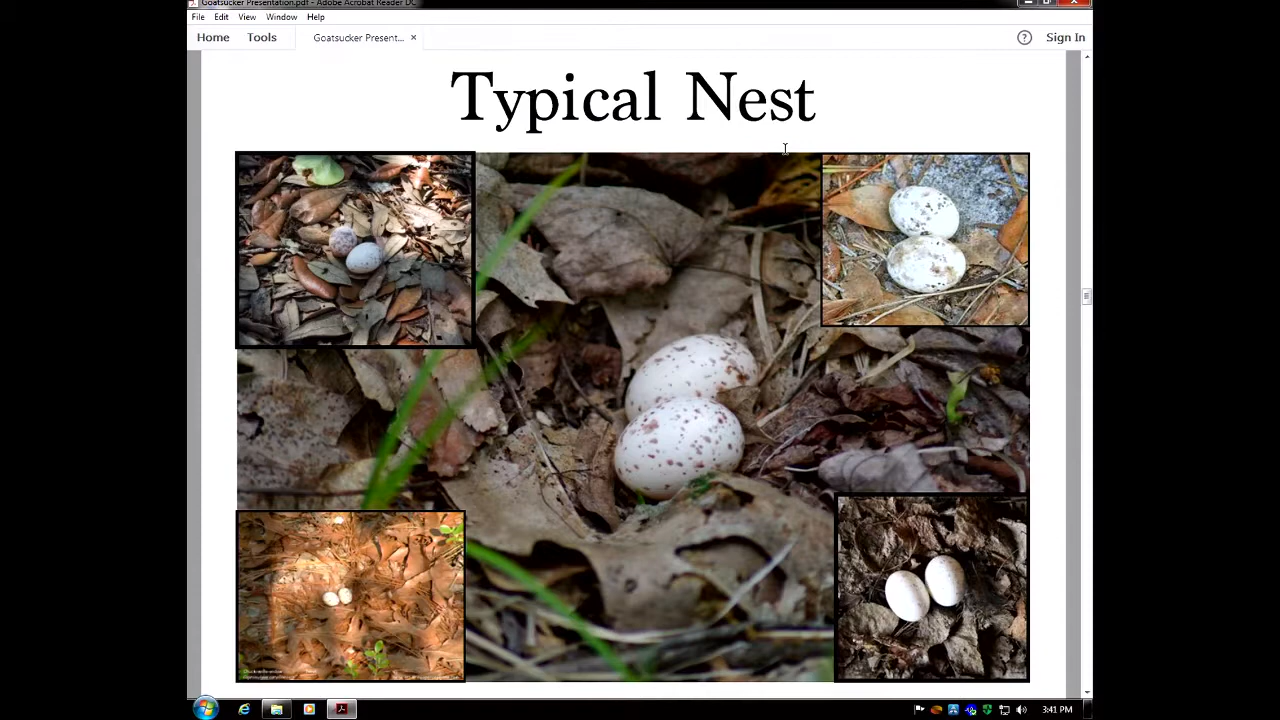 Goatsucker Presentation.pdf - Adobe Acrobat Reader DC
File Edit View Window Help
Home Tools Goatsucker Present... × ? Sign In
Typical Nest
3:41 PM